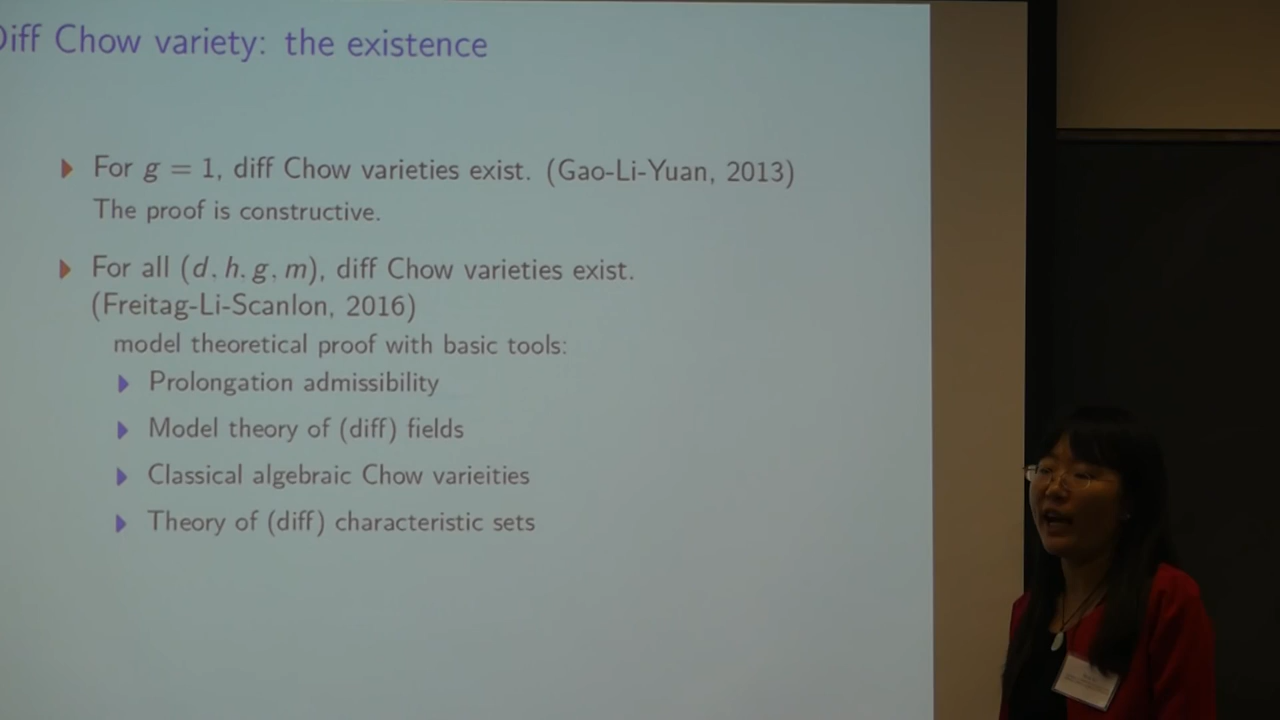 Diff Chow variety: the existence
For g = 1, diff Chow varieties exist. (Gao-Li-Yuan, 2013)
The proof is constructive.
For all (d, h, g, m), diff Chow varieties exist.
(Freitag-Li-Scanlon, 2016)
model theoretical proof with basic tools:
Prolongation admissibility
Model theory of (diff) fields
Classical algebraic Chow varieities
Theory of (diff) characteristic sets